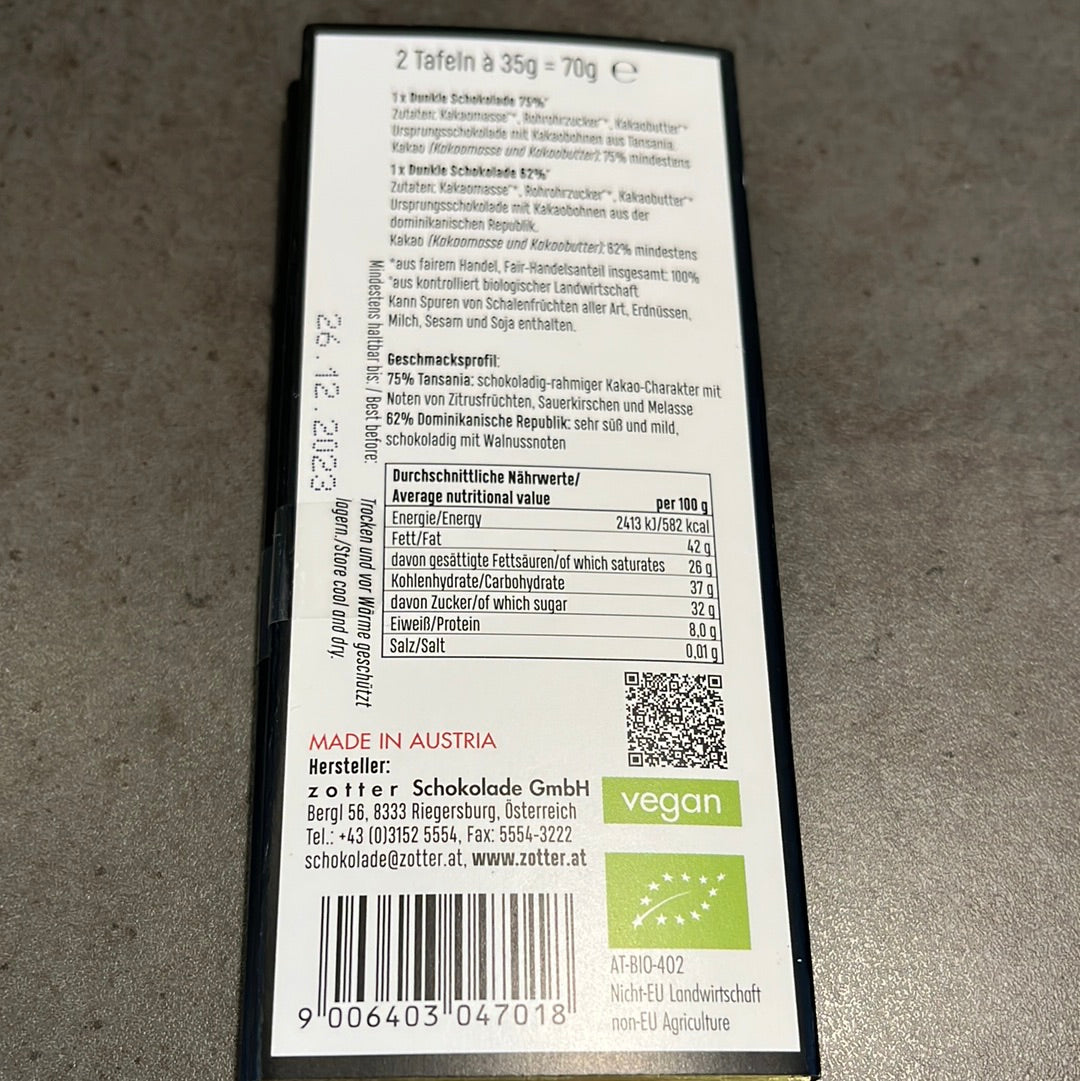 2 Tafeln à 35g = 70g ℮
1 x Dunkle Schokolade 75%*
Zutaten: Kakaomasse*°, Rohrohrzucker*°, Kakaobutter*°
Ursprungsschokolade mit Kakaobohnen aus Tansania.
Kakao (Kakaomasse und Kakaobutter): 75% mindestens
1 x Dunkle Schokolade 62%*
Zutaten: Kakaomasse*°, Rohrohrzucker*°, Kakaobutter*°
Ursprungsschokolade mit Kakaobohnen aus der
dominikanischen Republik.
Kakao (Kakaomasse und Kakaobutter): 62% mindestens
*aus fairem Handel, Fair-Handelsanteil insgesamt: 100%
°aus kontrolliert biologischer Landwirtschaft
Kann Spuren von Schalenfrüchten aller Art, Erdnüssen,
Milch, Sesam und Soja enthalten.
Geschmacksprofil:
75% Tansania: schokoladig-rahmiger Kakao-Charakter mit
Noten von Zitrusfrüchten, Sauerkirschen und Melasse
62% Dominikanische Republik: sehr süß und mild,
schokoladig mit Walnussnoten
Mindestens haltbar bis: / Best before:
26.12.2023
Trocken und vor Wärme geschützt
lagern./Store cool and dry.
Durchschnittliche Nährwerte/
Average nutritional value per 100 g
Energie/Energy 2413 kJ/582 kcal
Fett/Fat 42 g
davon gesättigte Fettsäuren/of which saturates 26 g
Kohlenhydrate/Carbohydrate 37 g
davon Zucker/of which sugar 32 g
Eiweiß/Protein 8,0 g
Salz/Salt 0,01 g
MADE IN AUSTRIA
Hersteller:
zotter Schokolade GmbH
Bergl 56, 8333 Riegersburg, Österreich
Tel.: +43 (0)3152 5554, Fax: 5554-3222
schokolade@zotter.at, www.zotter.at
vegan
AT-BIO-402
Nicht-EU Landwirtschaft
non-EU Agriculture
9 006403 047018